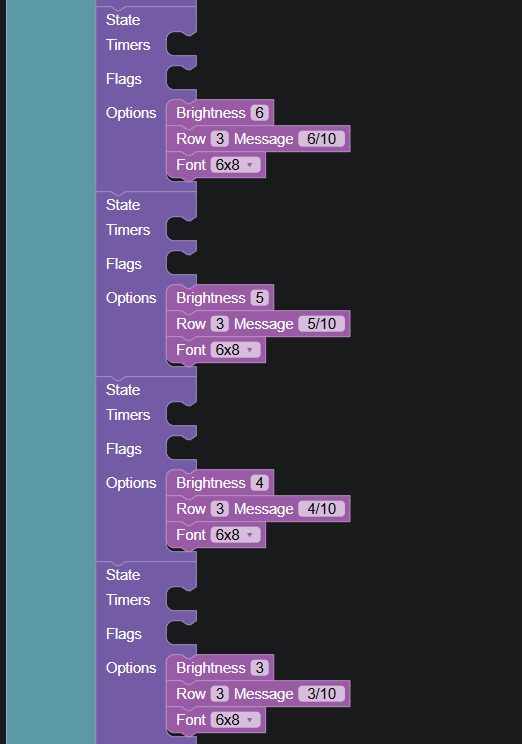 State
Timers
Flags
Options Brightness 6
Row 3 Message 6/10
Font 6x8
State
Timers
Flags
Options Brightness 5
Row 3 Message 5/10
Font 6x8
State
Timers
Flags
Options Brightness 4
Row 3 Message 4/10
Font 6x8
State
Timers
Flags
Options Brightness 3
Row 3 Message 3/10
Font 6x8